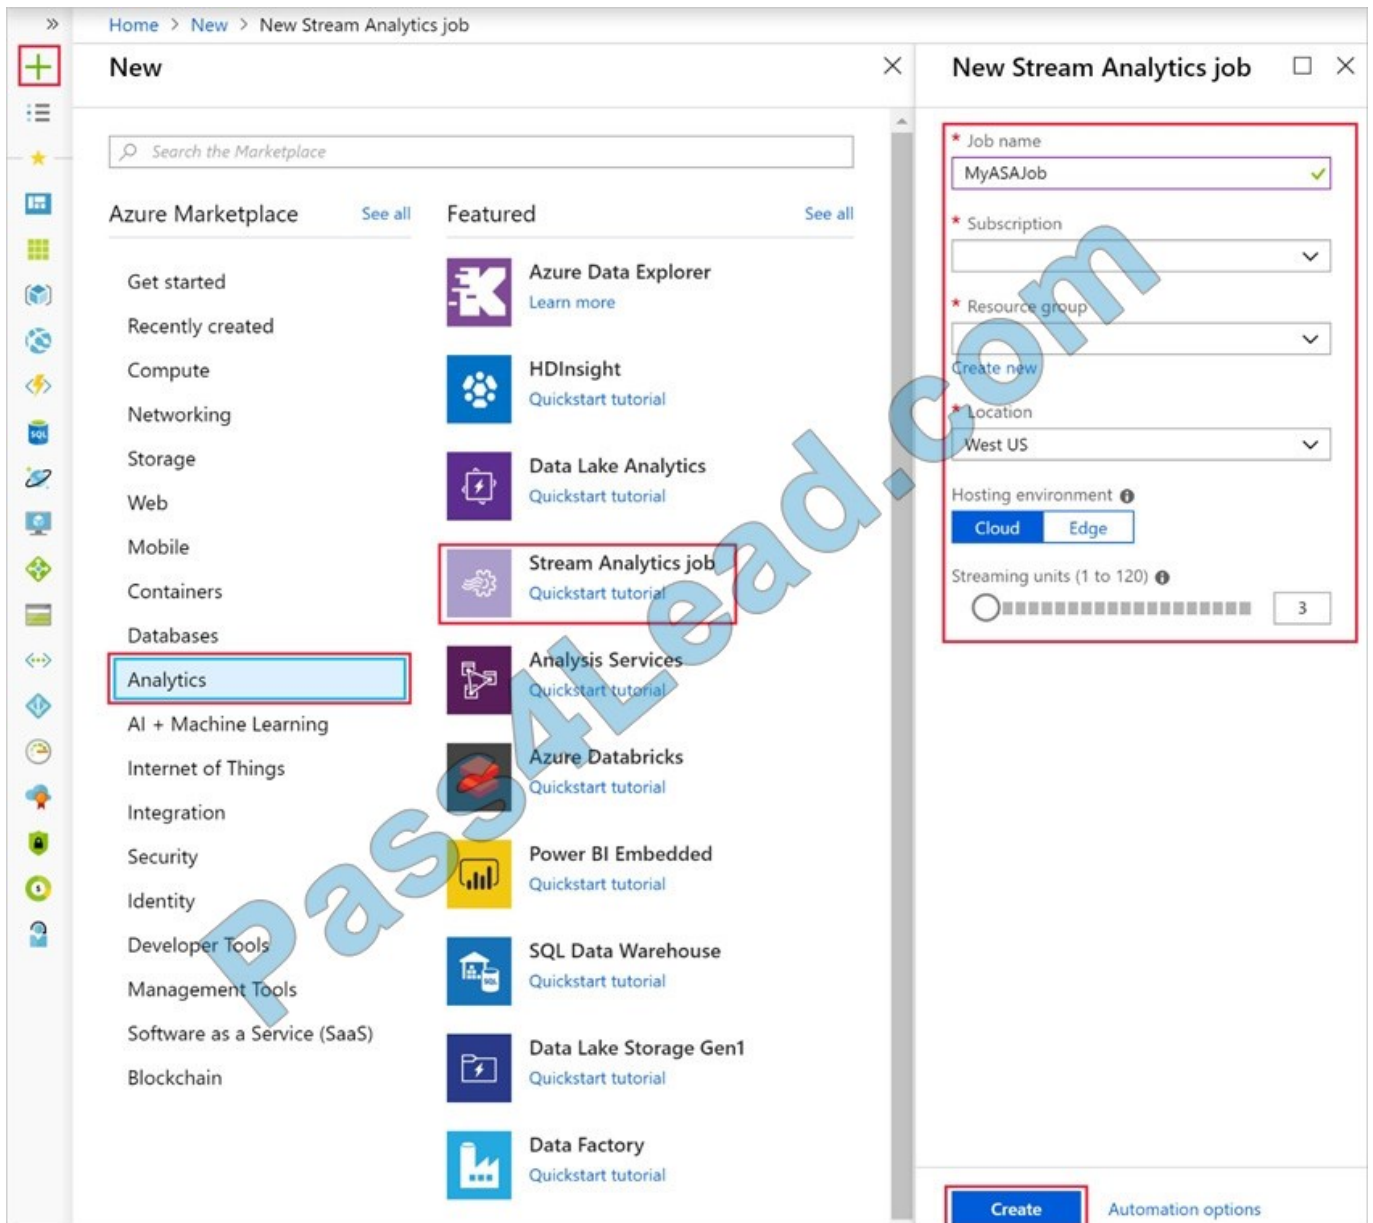 Home > New > New Stream Analytics job
New
Search the Marketplace
Azure Marketplace See all
Get started
Recently created
Compute
Networking
Storage
Web
Mobile
Containers
Databases
Analytics
AI + Machine Learning
Internet of Things
Integration
Security
Identity
Developer Tools
Management Tools
Software as a Service (SaaS)
Blockchain
Featured See all
Azure Data Explorer
Learn more
HDInsight
Quickstart tutorial
Data Lake Analytics
Quickstart tutorial
Stream Analytics job
Quickstart tutorial
Analysis Services
Quickstart tutorial
Azure Databricks
Quickstart tutorial
Power BI Embedded
Quickstart tutorial
SQL Data Warehouse
Quickstart tutorial
SQL
Data Lake Storage Gen1
Quickstart tutorial
Data Factory
Quickstart tutorial
New Stream Analytics job
* Job name
MyASAJob
* Subscription
* Resource group
Create new
* Location
West US
Hosting environment
Cloud Edge
Streaming units (1 to 120)
3
Create Automation options
SQL
Pass4Lead.com